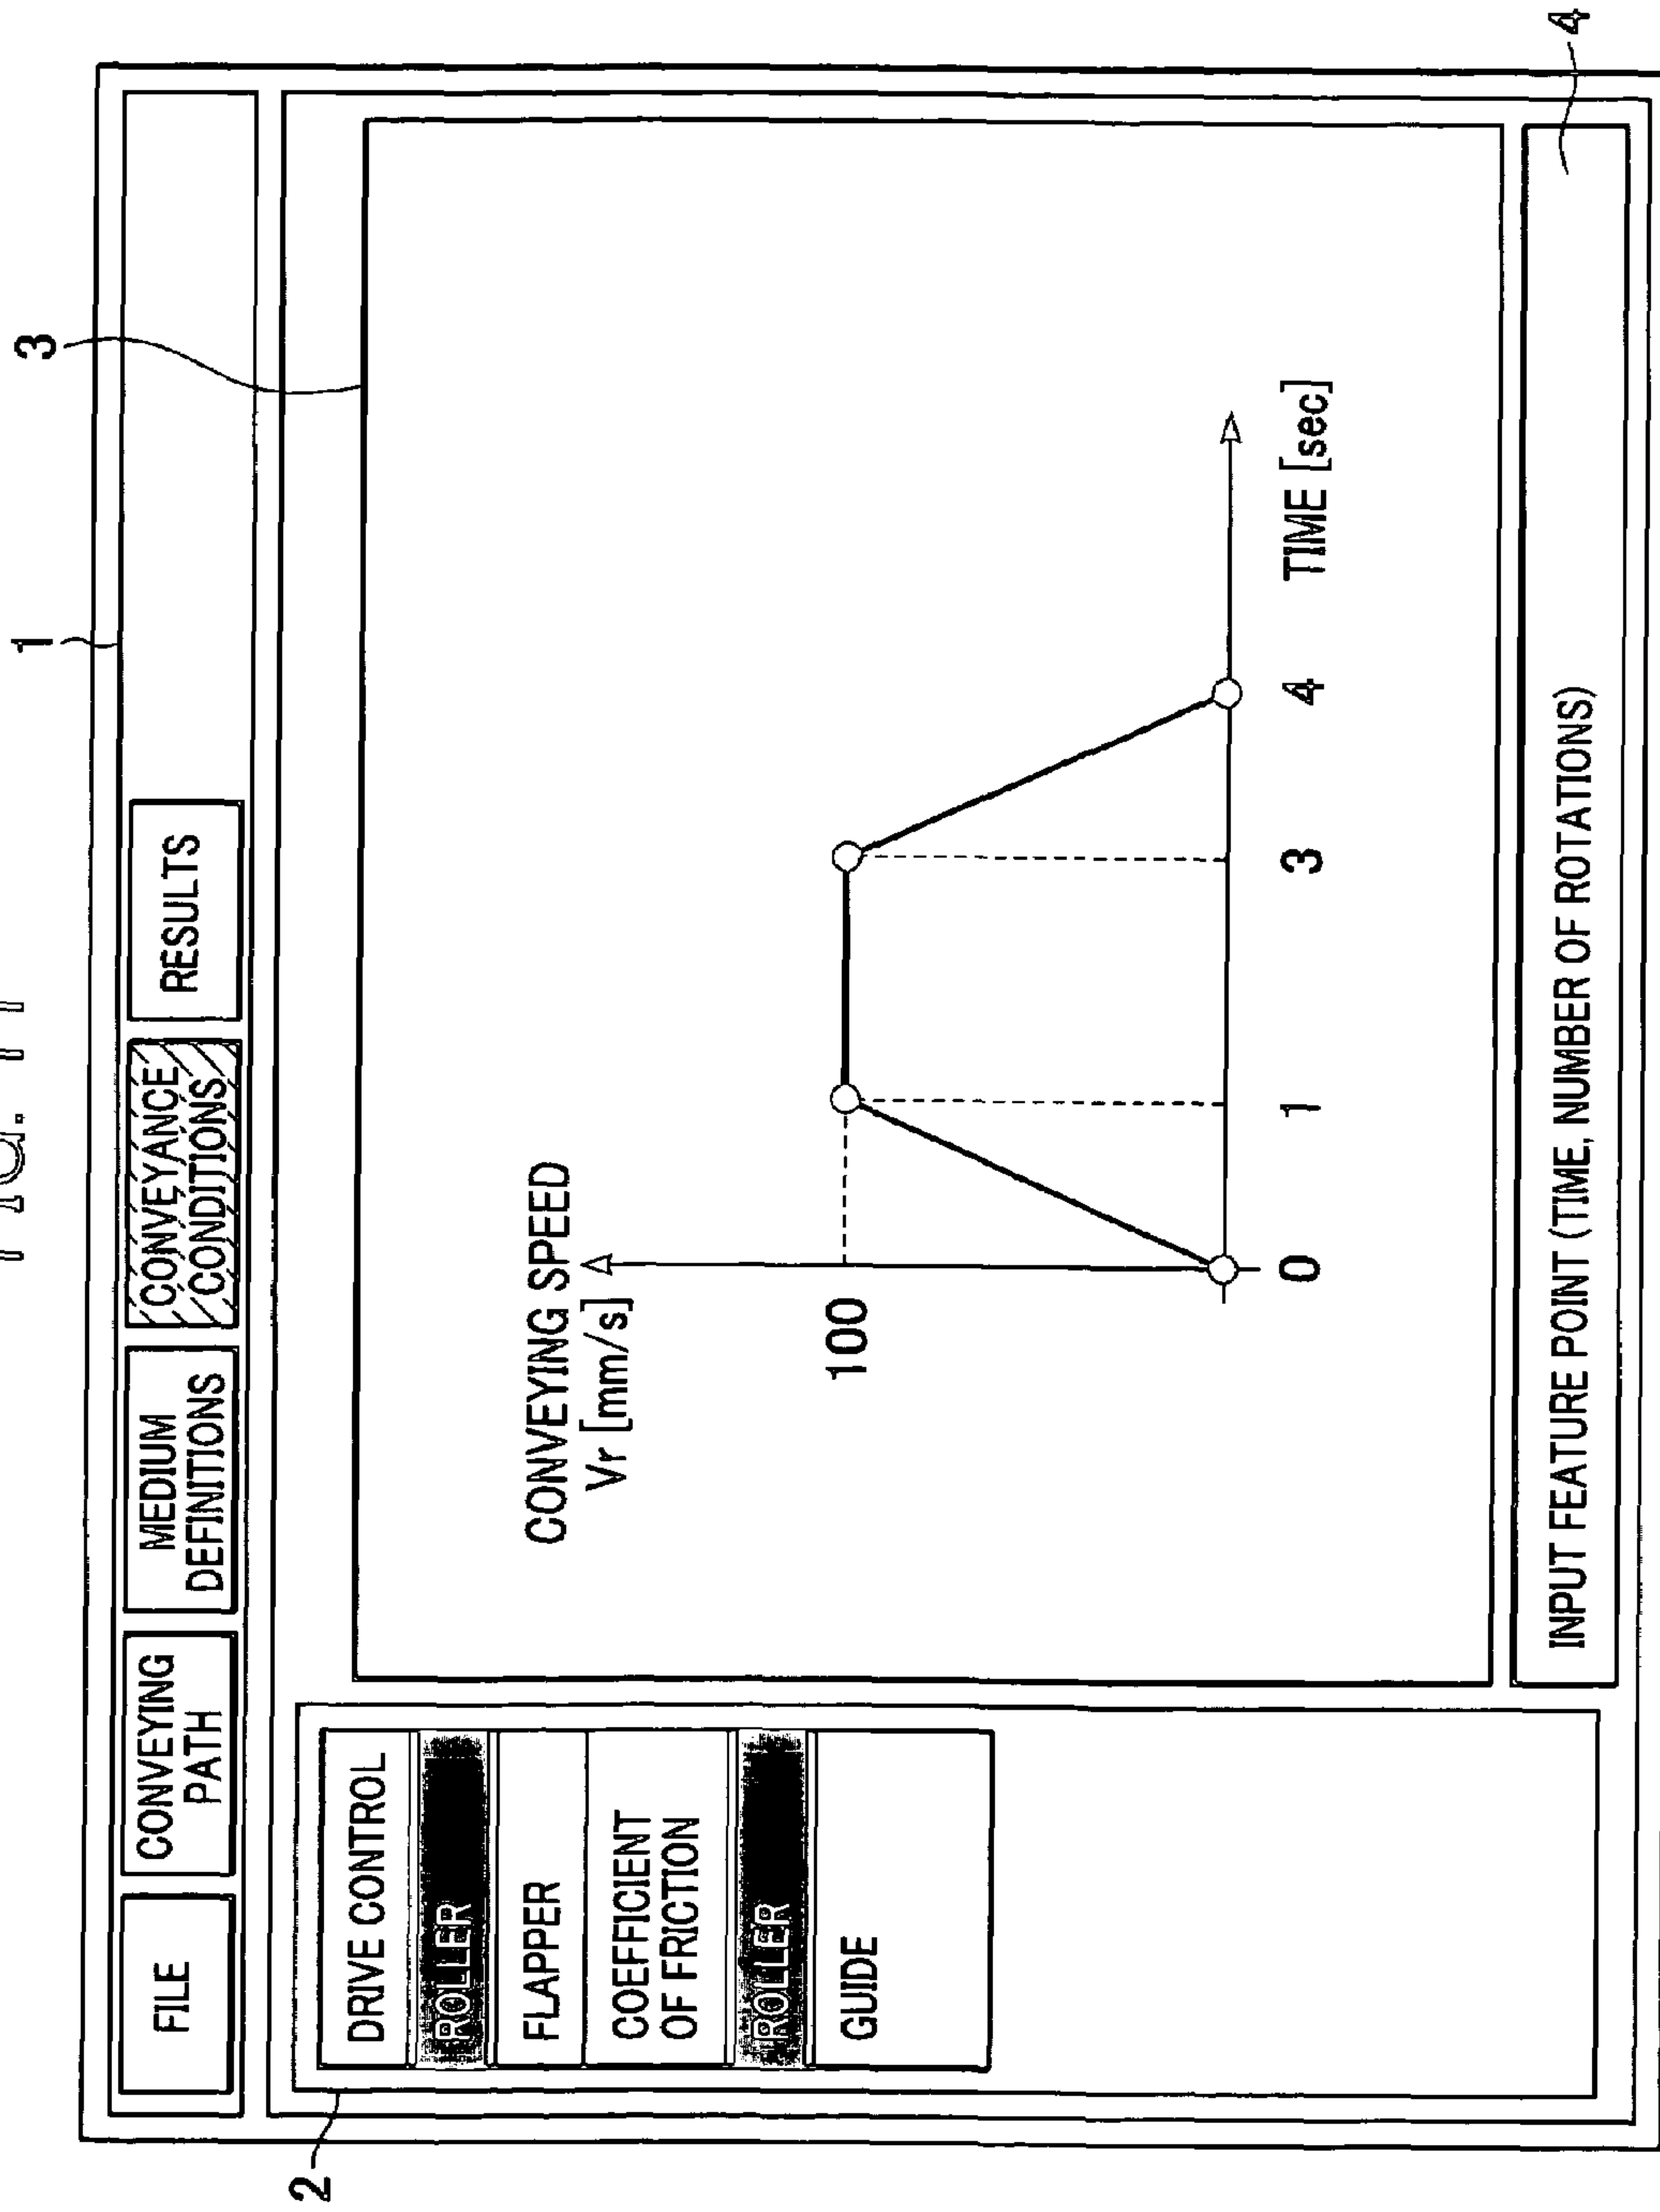 1
3
FILE
CONVEYING
PATH
MEDIUM
DEFINITIONS
CONVEYANCE
CONDITIONS
RESULTS
2
DRIVE CONTROL
ROLLER
FLAPPER
COEFFICIENT
OF FRICTION
ROLLER
GUIDE
CONVEYING SPEED
Vr [mm/s]
100
0
1
3
4
TIME [sec]
INPUT FEATURE POINT (TIME, NUMBER OF ROTATIONS)
4